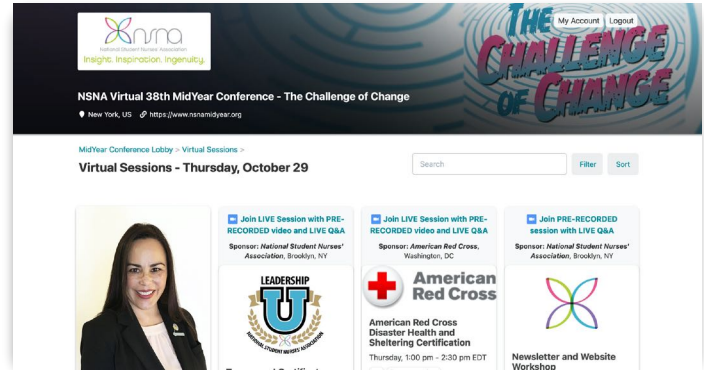 nsna
National Student Nurses' Association
Insight. Inspiration. Ingenuity.
THE
CHALLENGE
OF CHANGE
My Account
Logout
NSNA Virtual 38th MidYear Conference - The Challenge of Change
New York, US
https://www.nsnamidyear.org
MidYear Conference Lobby > Virtual Sessions >
Virtual Sessions - Thursday, October 29
Search
Filter
Sort
Join LIVE Session with PRE-
RECORDED video and LIVE Q&A
Sponsor: National Student Nurses'
Association, Brooklyn, NY
LEADERSHIP
U
NATIONAL STUDENT NURSES' ASSOCIATION
Join LIVE Session with PRE-
RECORDED video and LIVE Q&A
Sponsor: American Red Cross,
Washington, DC
American
Red Cross
American Red Cross
Disaster Health and
Sheltering Certification
Thursday, 1:00 pm - 2:30 pm EDT
Join PRE-RECORDED
session with LIVE Q&A
Sponsor: National Student Nurses'
Association, Brooklyn, NY
Newsletter and Website
Workshop